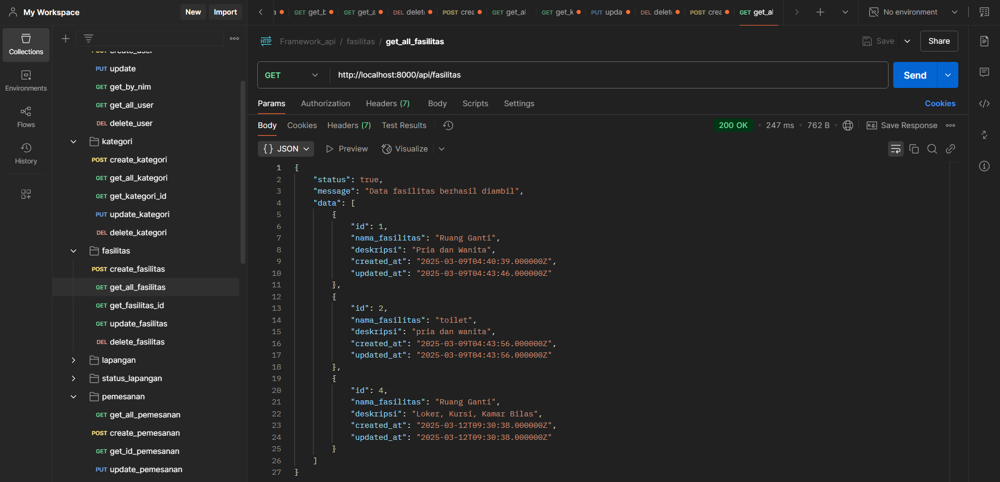 My Workspace New Import
GET get_b GET get_a DEL delet POST crea GET get_al GET get_k PUT upda DEL delet POST crea GET get_al No environment
Collections
Environments
Flows
History
PUT update
GET get_by_nim
GET get_all_user
DEL delete_user
kategori
POST create_kategori
GET get_all_kategori
GET get_kategori_id
PUT update_kategori
DEL delete_kategori
fasilitas
POST create_fasilitas
GET get_all_fasilitas
GET get_fasilitas_id
GET update_fasilitas
DEL delete_fasilitas
lapangan
status_lapangan
pemesanan
GET get_all_pemesanan
POST create_pemesanan
GET get_id_pemesanan
PUT update_pemesanan
HTTP Framework_api / fasilitas / get_all_fasilitas Save Share
GET http://localhost:8000/api/fasilitas Send
Params Authorization Headers (7) Body Scripts Settings Cookies
Body Cookies Headers (7) Test Results 200 OK 247 ms 762 B e.g. Save Response
{} JSON Preview Visualize
1 {
2 "status": true,
3 "message": "Data fasilitas berhasil diambil",
4 "data": [
5 {
6 "id": 1,
7 "nama_fasilitas": "Ruang Ganti",
8 "deskripsi": "Pria dan Wanita",
9 "created_at": "2025-03-09T04:40:39.000000Z",
10 "updated_at": "2025-03-09T04:43:46.000000Z"
11 },
12 {
13 "id": 2,
14 "nama_fasilitas": "toilet",
15 "deskripsi": "pria dan wanita",
16 "created_at": "2025-03-09T04:43:56.000000Z",
17 "updated_at": "2025-03-09T04:43:56.000000Z"
18 },
19 {
20 "id": 4,
21 "nama_fasilitas": "Ruang Ganti",
22 "deskripsi": "Loker, Kursi, Kamar Bilas",
23 "created_at": "2025-03-12T09:30:38.000000Z",
24 "updated_at": "2025-03-12T09:30:38.000000Z"
25 }
26 ]
27 }